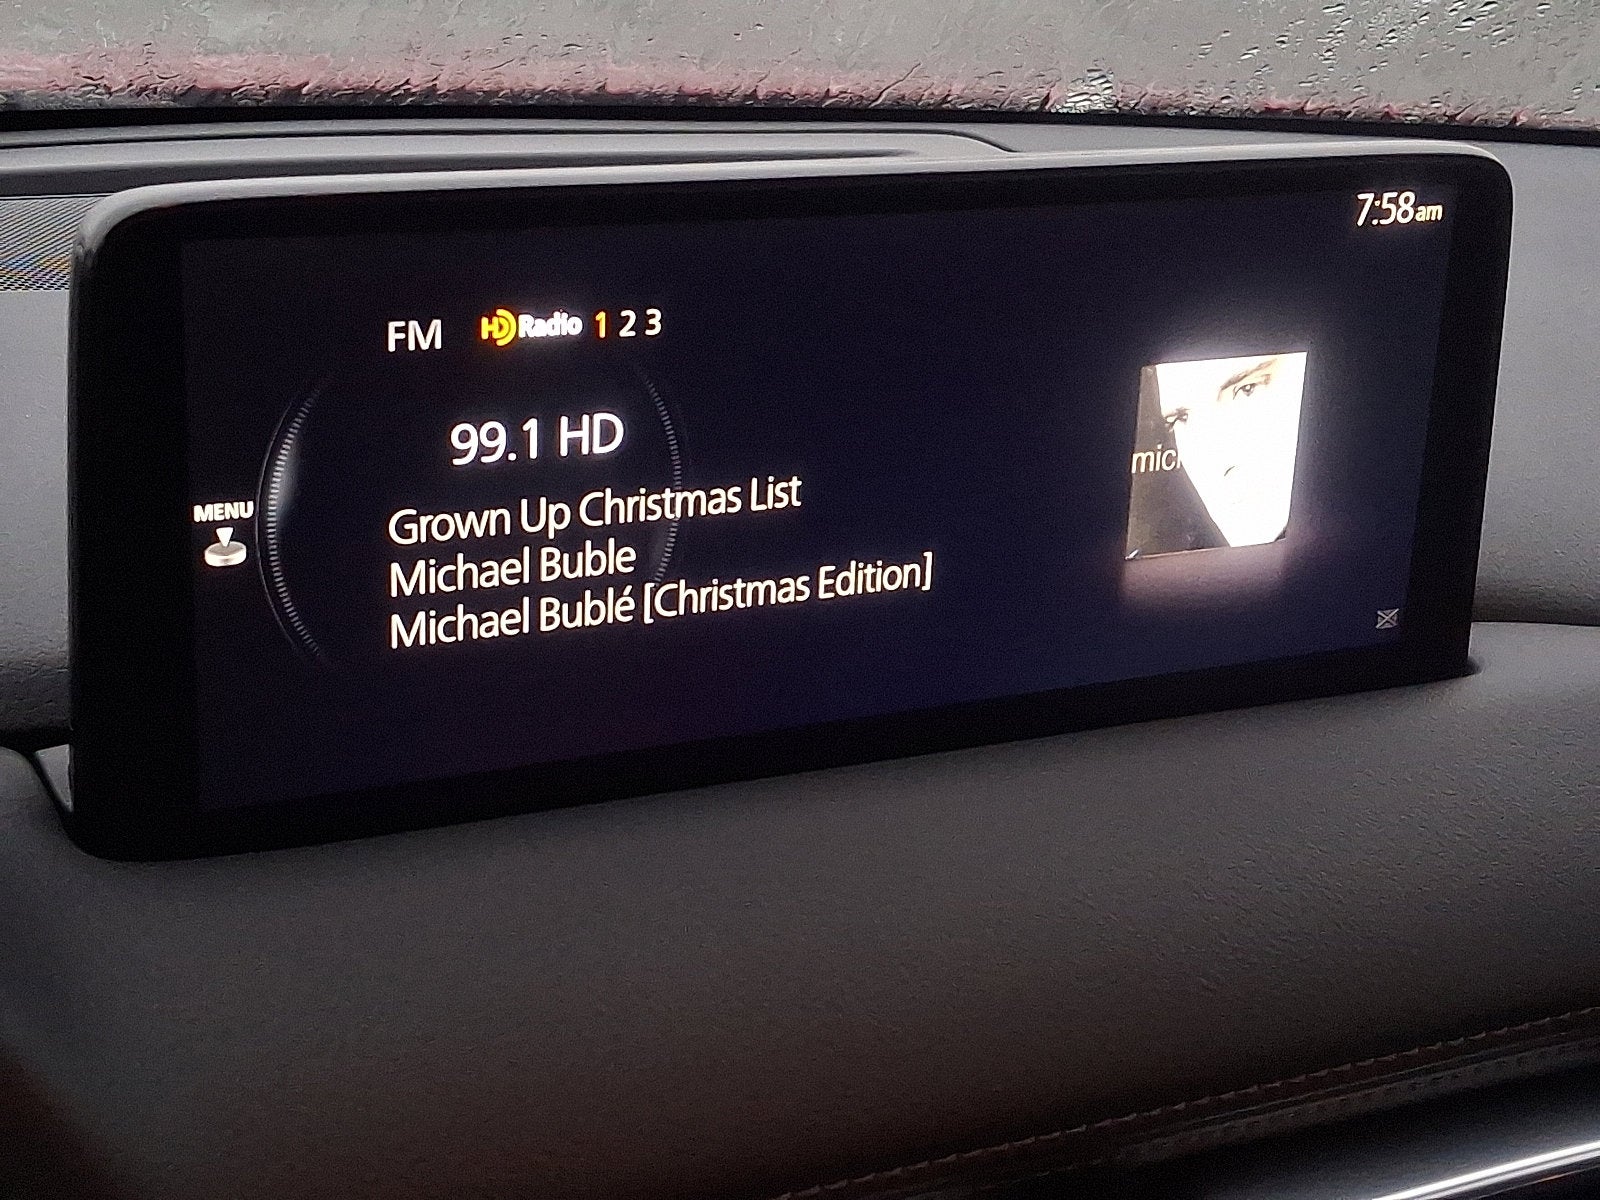 7:58am
FM HD Radio 1 2 3
99.1 HD
MENU
Grown Up Christmas List
Michael Buble
Michael Bublé [Christmas Edition]